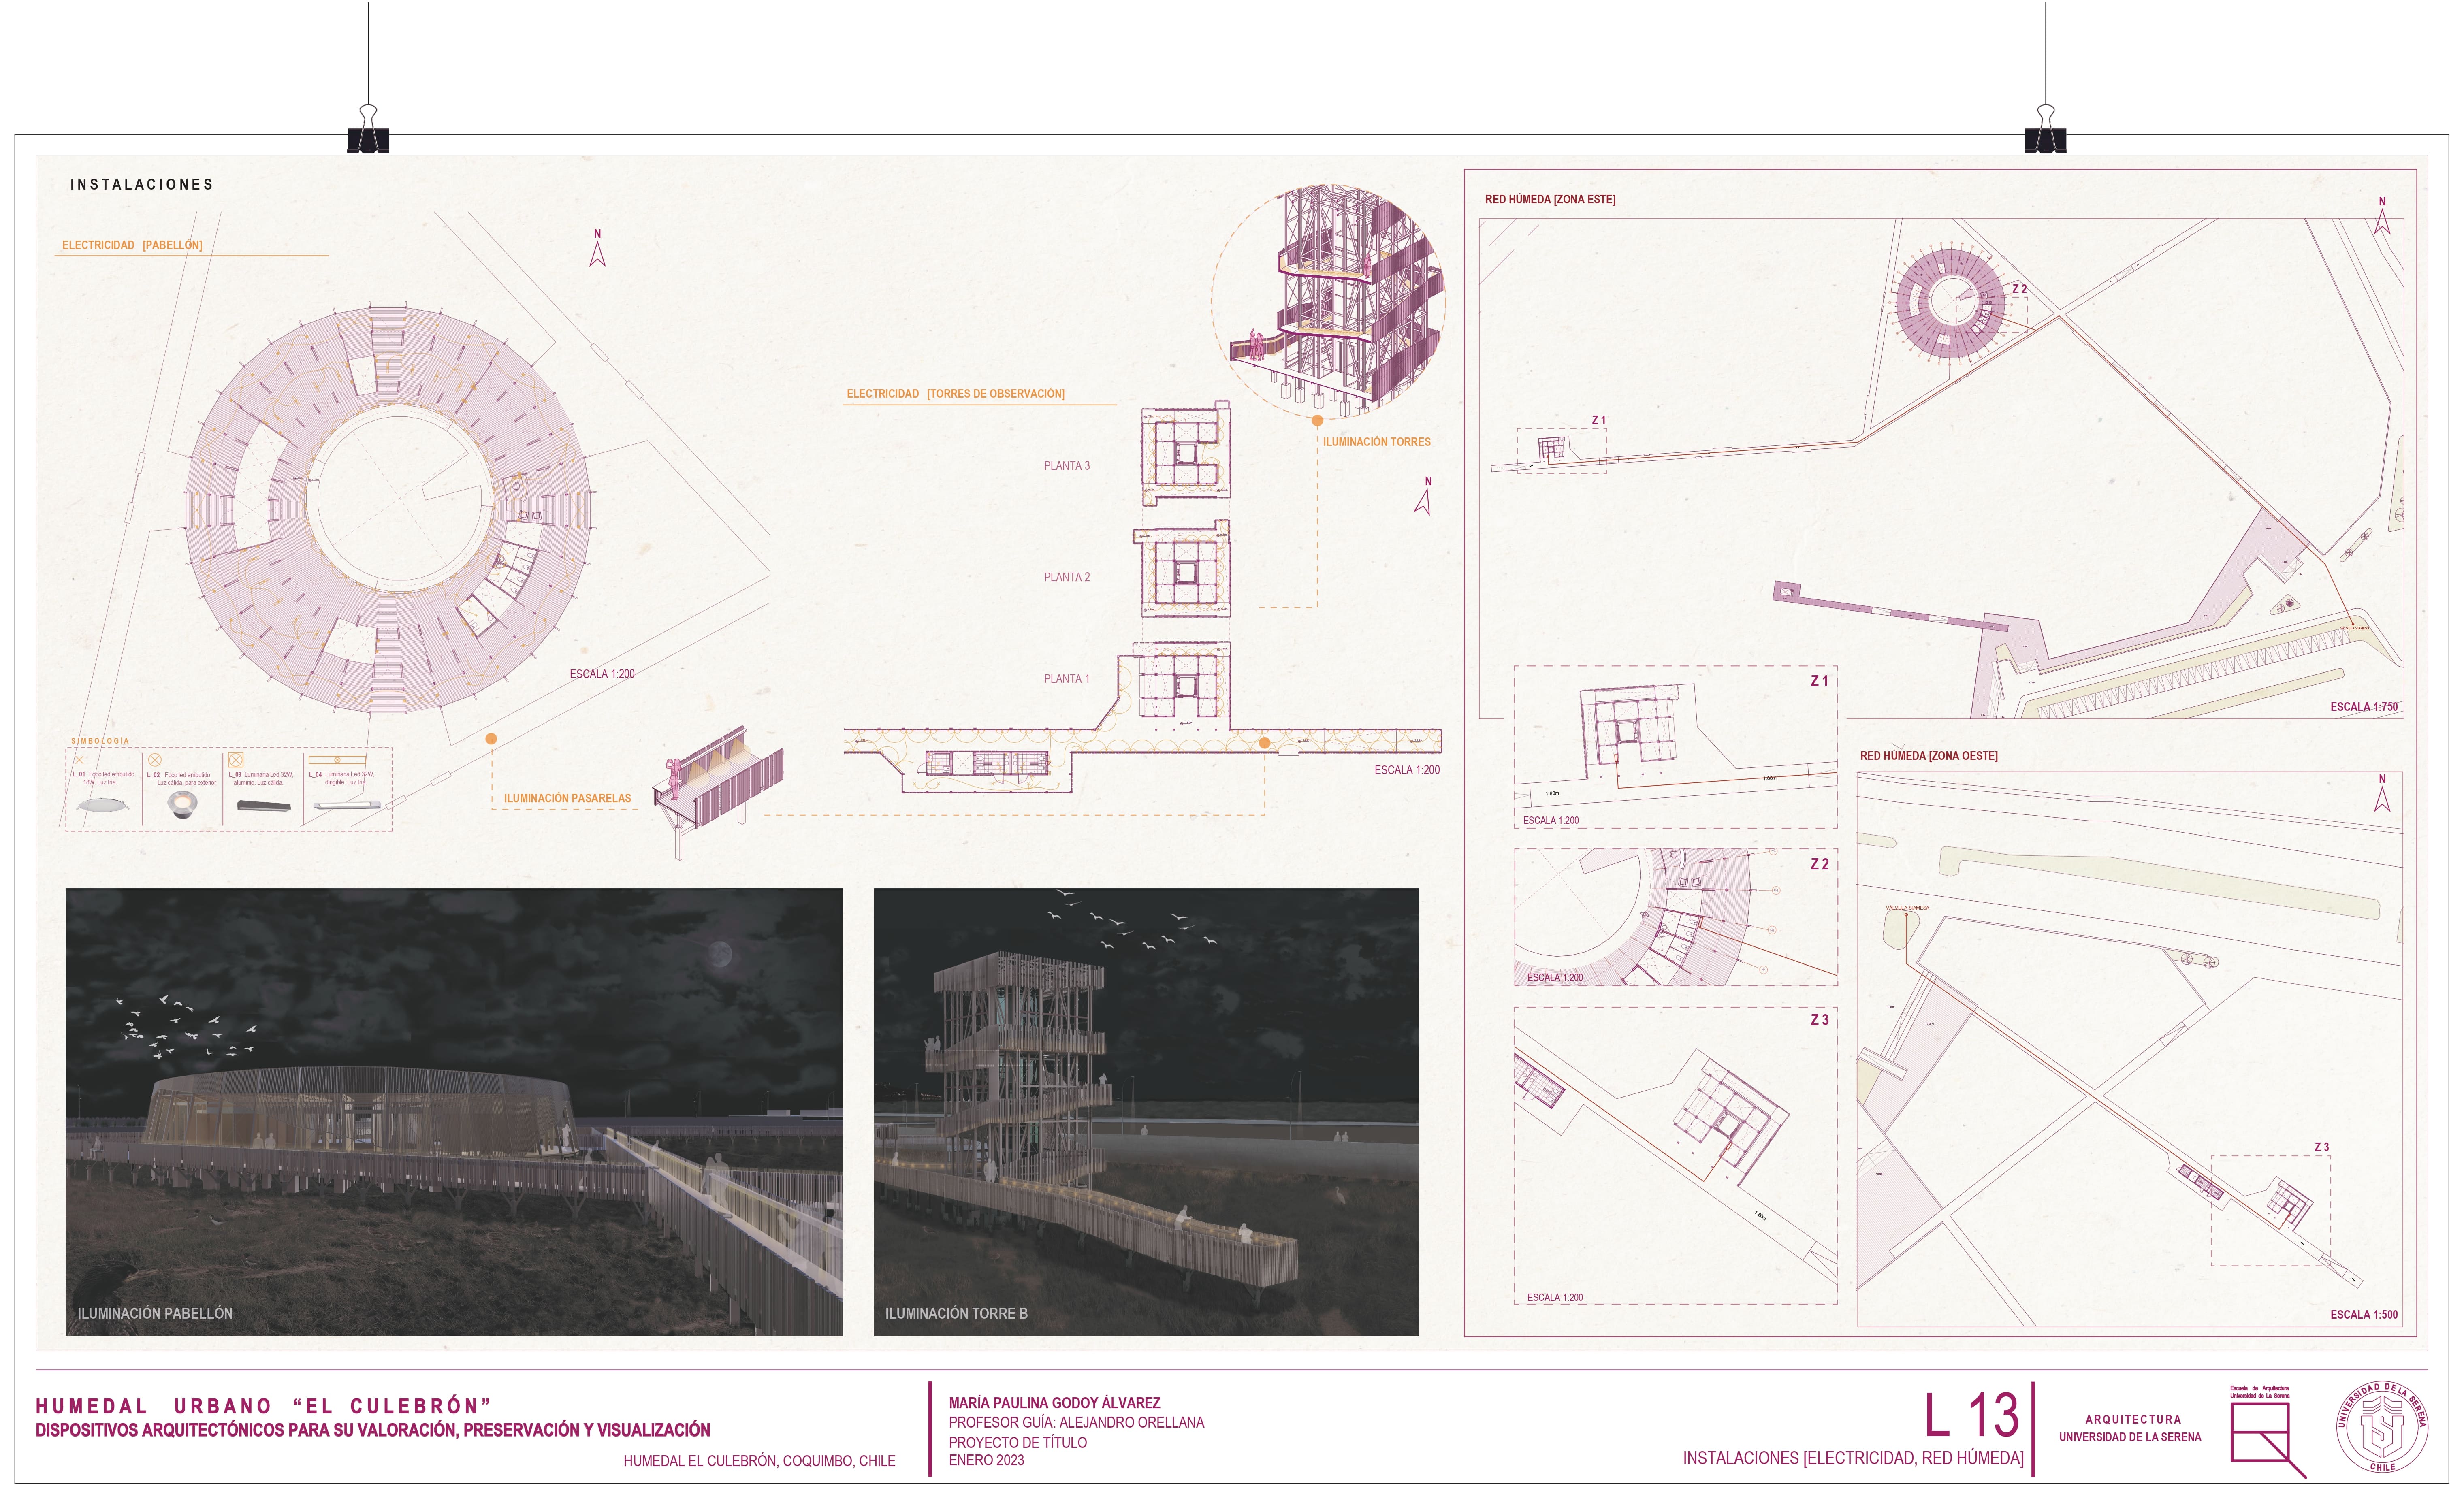 INSTALACIONES
ELECTRICIDAD [PABELLÓN]
N
ESCALA 1:200
SIMBOLOGÍA
L_01 Foco led embutido
18W. Luz fría.
L_02 Foco led embutido
Luz cálida, para exterior
L_03 Luminaria Led 32W,
aluminio. Luz cálida.
L_04 Luminaria Led 32W,
dirigible. Luz fría.
ILUMINACIÓN PASARELAS
ELECTRICIDAD [TORRES DE OBSERVACIÓN]
ILUMINACIÓN TORRES
N
PLANTA 3
PLANTA 2
PLANTA 1
ESCALA 1:200
ILUMINACIÓN PABELLÓN
ILUMINACIÓN TORRE B
RED HÚMEDA [ZONA ESTE]
N
Z 2
Z 1
ESCALA 1:750
Z 1
1.60m
1.60m
ESCALA 1:200
Z 2
ESCALA 1:200
Z 3
1.60m
ESCALA 1:200
RED HÚMEDA [ZONA OESTE]
N
VÁLVULA SIAMESA
Z 3
ESCALA 1:500
HUMEDAL URBANO “EL CULEBRÓN”
DISPOSITIVOS ARQUITECTÓNICOS PARA SU VALORACIÓN, PRESERVACIÓN Y VISUALIZACIÓN
HUMEDAL EL CULEBRÓN, COQUIMBO, CHILE
MARÍA PAULINA GODOY ÁLVAREZ
PROFESOR GUÍA: ALEJANDRO ORELLANA
PROYECTO DE TÍTULO
ENERO 2023
L 13
INSTALACIONES [ELECTRICIDAD, RED HÚMEDA]
ARQUITECTURA
UNIVERSIDAD DE LA SERENA
Escuela de Arquitectura
Universidad de La Serena
UNIVERSIDAD DE LA SERENA
CHILE